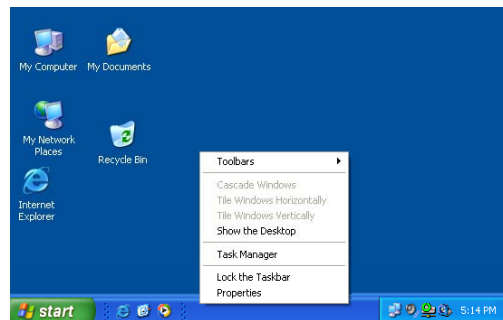 My Computer
My Documents
My Network
Places
Recycle Bin
Internet
Explorer
Toolbars
Cascade Windows
Tile Windows Horizontally
Tile Windows Vertically
Show the Desktop
Task Manager
Lock the Taskbar
Properties
start
5:14 PM